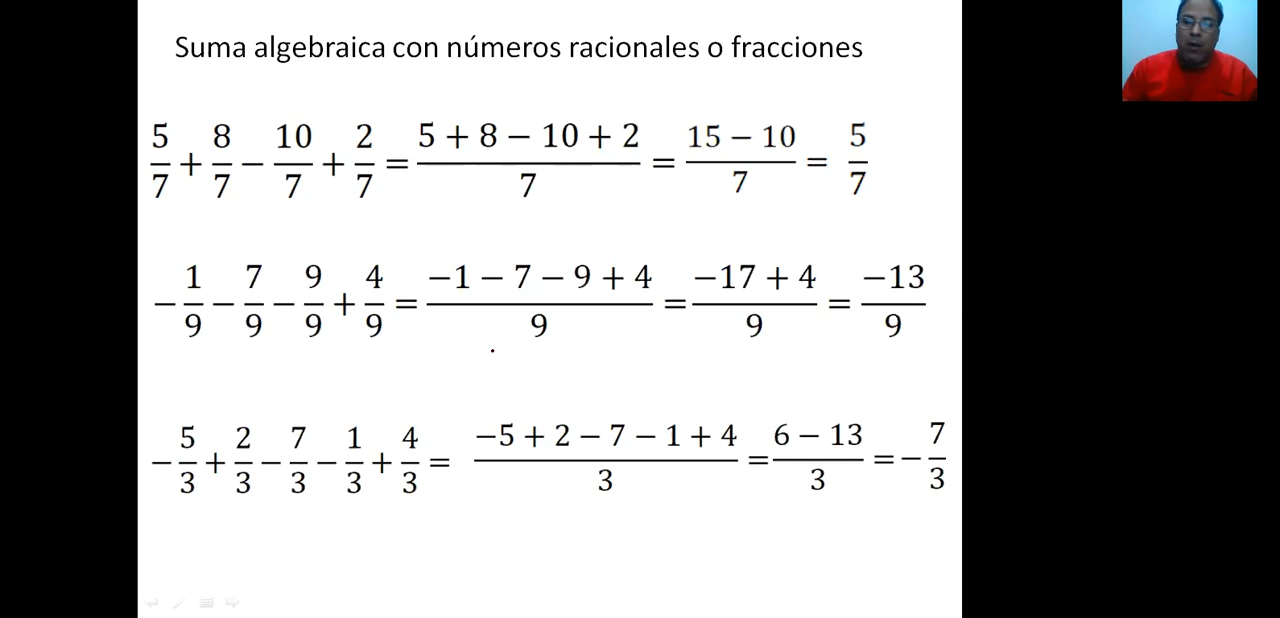 Suma algebraica con números racionales o fracciones
5/7 + 8/7 − 10/7 + 2/7 = (5 + 8 − 10 + 2)/7 = (15 − 10)/7 = 5/7
−1/9 − 7/9 − 9/9 + 4/9 = (−1 − 7 − 9 + 4)/9 = (−17 + 4)/9 = −13/9
−5/3 + 2/3 − 7/3 − 1/3 + 4/3 = (−5 + 2 − 7 − 1 + 4)/3 = (6 − 13)/3 = −7/3